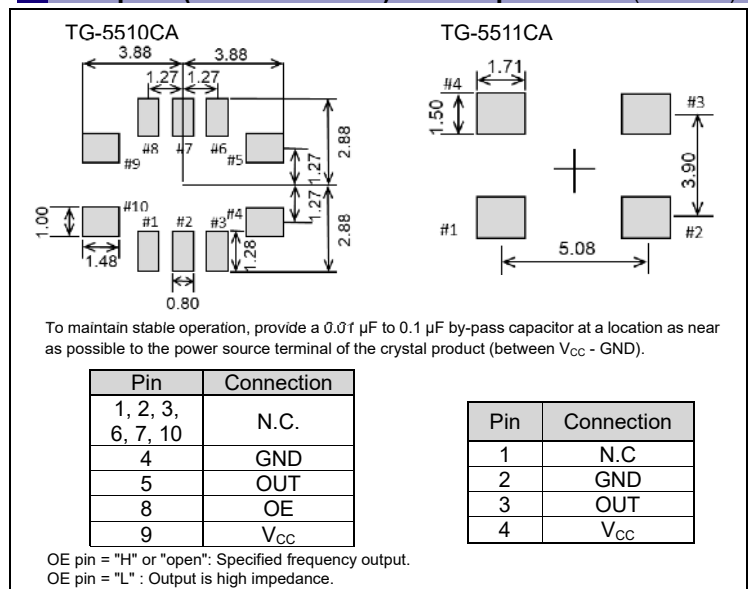 TG-5510CA
3.88 3.88
1.27 1.27
#8 #7 #6
#9 #5
2.88
1.27
1.27
2.88
1.00
#10 #4
#1 #2 #3
1.48
1.28
0.80
TG-5511CA
1.71
#4
#3
1.50
3.90
#1
#2
5.08
To maintain stable operation, provide a 0.01 µF to 0.1 µF by-pass capacitor at a location as near
as possible to the power source terminal of the crystal product (between VCC - GND).
Pin Connection
1, 2, 3,
6, 7, 10 N.C.
4 GND
5 OUT
8 OE
9 VCC
Pin Connection
1 N.C
2 GND
3 OUT
4 VCC
OE pin = "H" or "open": Specified frequency output.
OE pin = "L" : Output is high impedance.